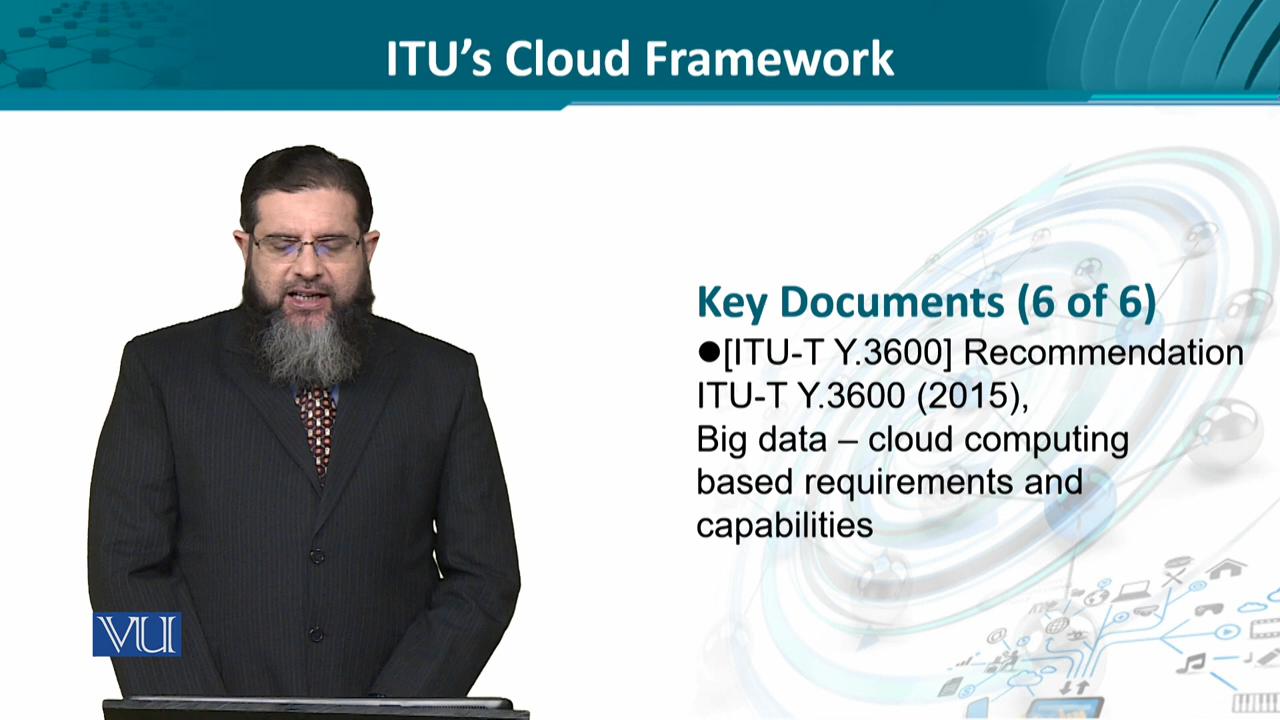 ITU’s Cloud Framework
Key Documents (6 of 6)
●[ITU-T Y.3600] Recommendation
ITU-T Y.3600 (2015),
Big data – cloud computing
based requirements and
capabilities
VU